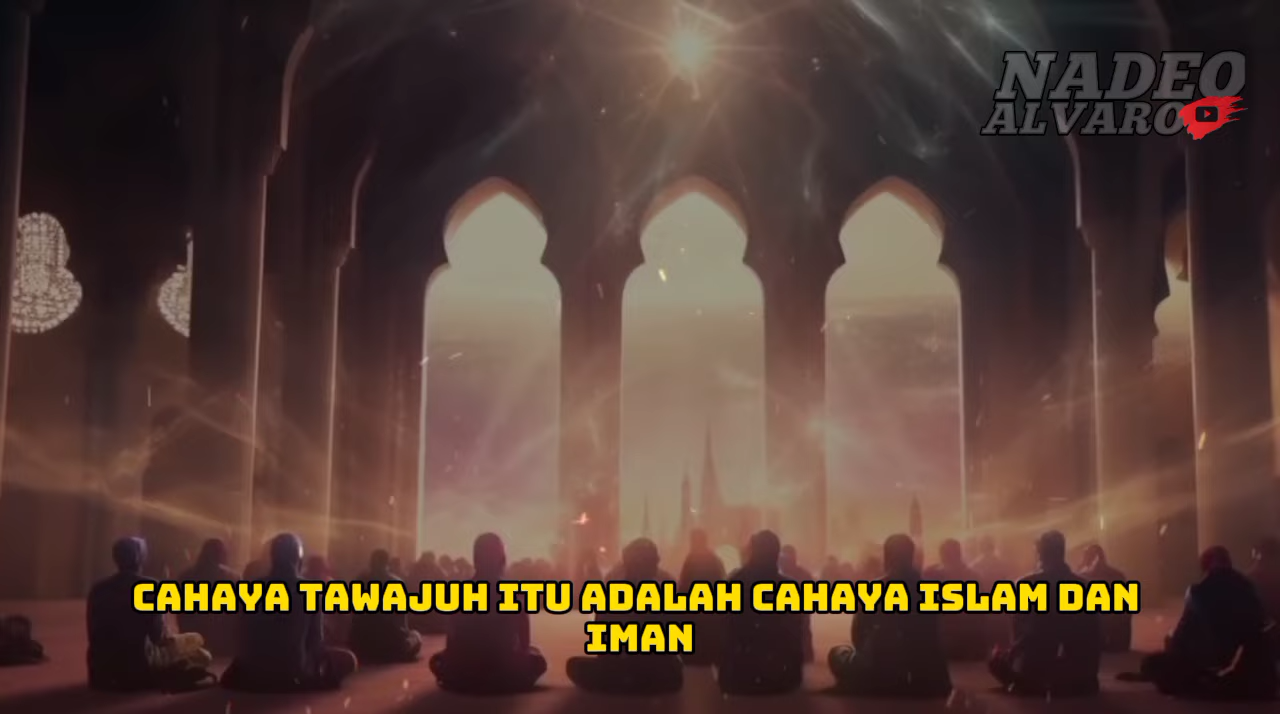 NADEO
ALVARO
CAHAYA TAWAJUH ITU ADALAH CAHAYA ISLAM DAN
IMAN